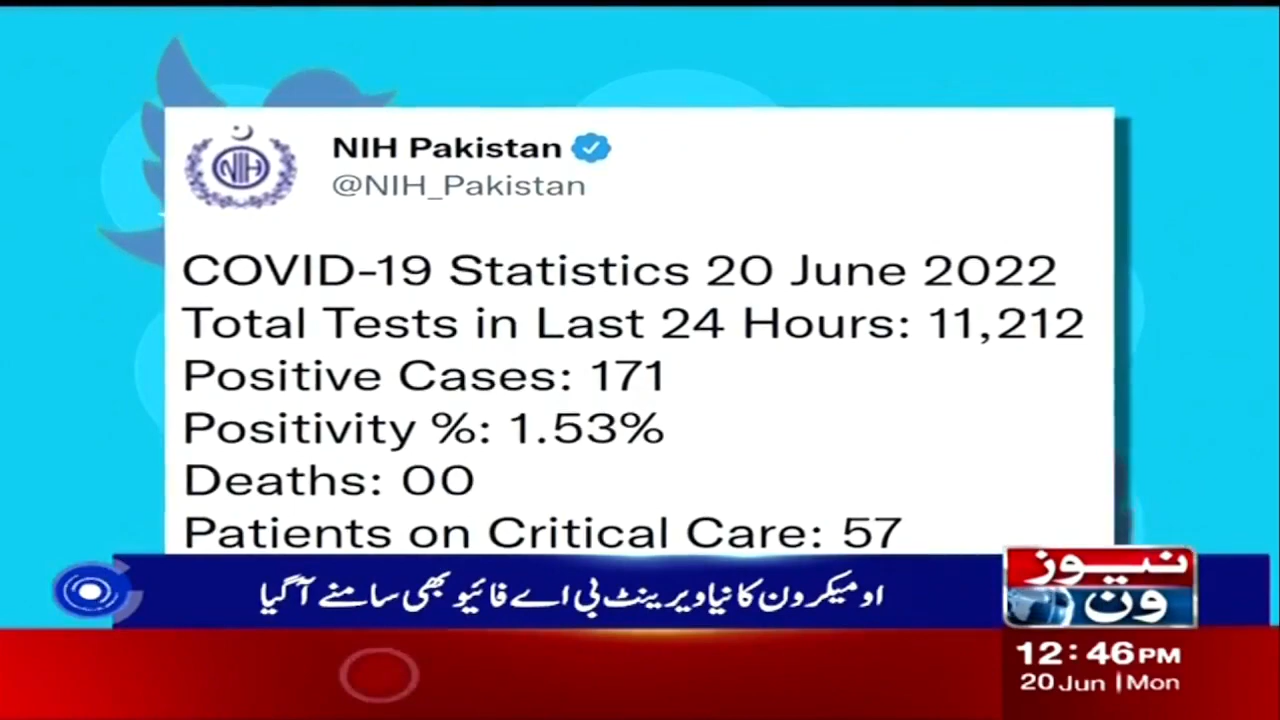 NIH
NIH Pakistan
@NIH_Pakistan
COVID-19 Statistics 20 June 2022
Total Tests in Last 24 Hours: 11,212
Positive Cases: 171
Positivity %: 1.53%
Deaths: 00
Patients on Critical Care: 57
اومیکرون کا نیا ویرینٹ بی اے فائیو بھی سامنے آ گیا
نیوز
ون
12:46PM
20 Jun | Mon